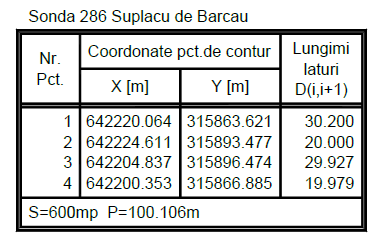 Sonda 286 Suplacu de Barcau
Nr. Pct. Coordonate pct.de contur Lungimi laturi D(i,i+1)
X [m] Y [m]
1 642220.064 315863.621 30.200
2 642224.611 315893.477 20.000
3 642204.837 315896.474 29.927
4 642200.353 315866.885 19.979
S=600mp P=100.106m